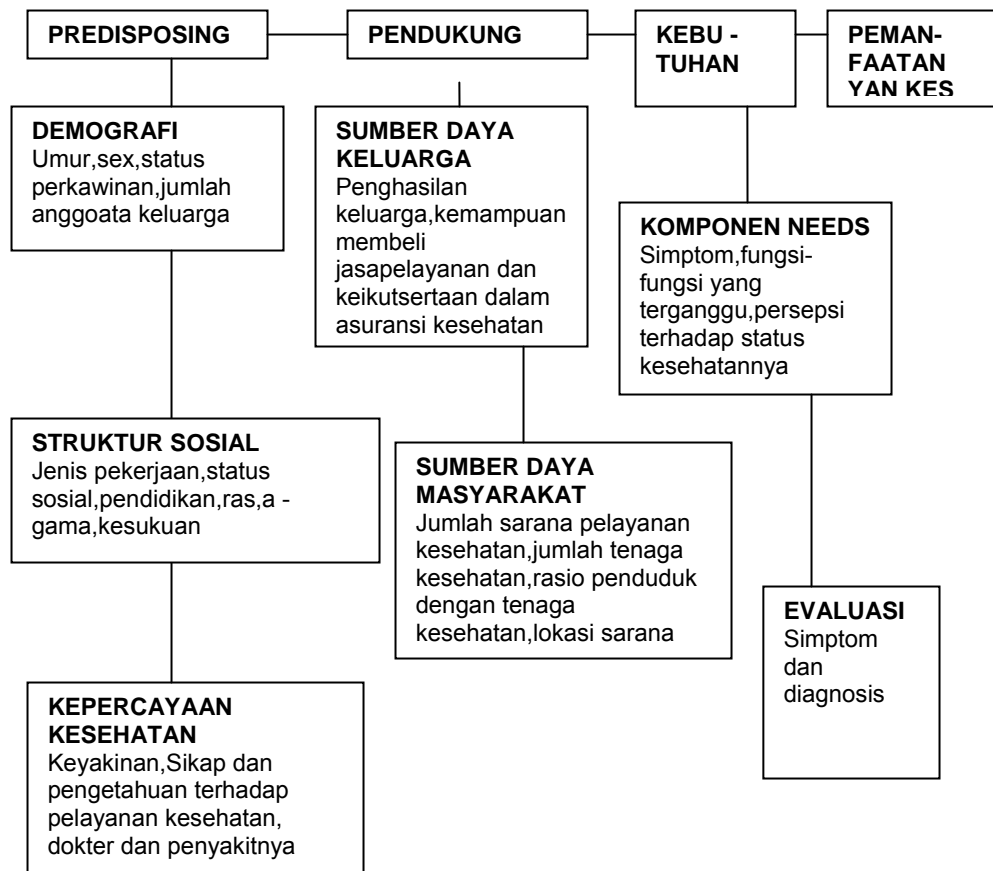 PREDISPOSING
PENDUKUNG
KEBU -
TUHAN
PEMAN-
FAATAN
YAN KES
DEMOGRAFI
Umur,sex,status
perkawinan,jumlah
anggoata keluarga
STRUKTUR SOSIAL
Jenis pekerjaan,status
sosial,pendidikan,ras,a -
gama,kesukuan
KEPERCAYAAN
KESEHATAN
Keyakinan,Sikap dan
pengetahuan terhadap
pelayanan kesehatan,
dokter dan penyakitnya
SUMBER DAYA
KELUARGA
Penghasilan
keluarga,kemampuan
membeli
jasapelayanan dan
keikutsertaan dalam
asuransi kesehatan
SUMBER DAYA
MASYARAKAT
Jumlah sarana pelayanan
kesehatan,jumlah tenaga
kesehatan,rasio penduduk
dengan tenaga
kesehatan,lokasi sarana
KOMPONEN NEEDS
Simptom,fungsi-
fungsi yang
terganggu,persepsi
terhadap status
kesehatannya
EVALUASI
Simptom
dan
diagnosis